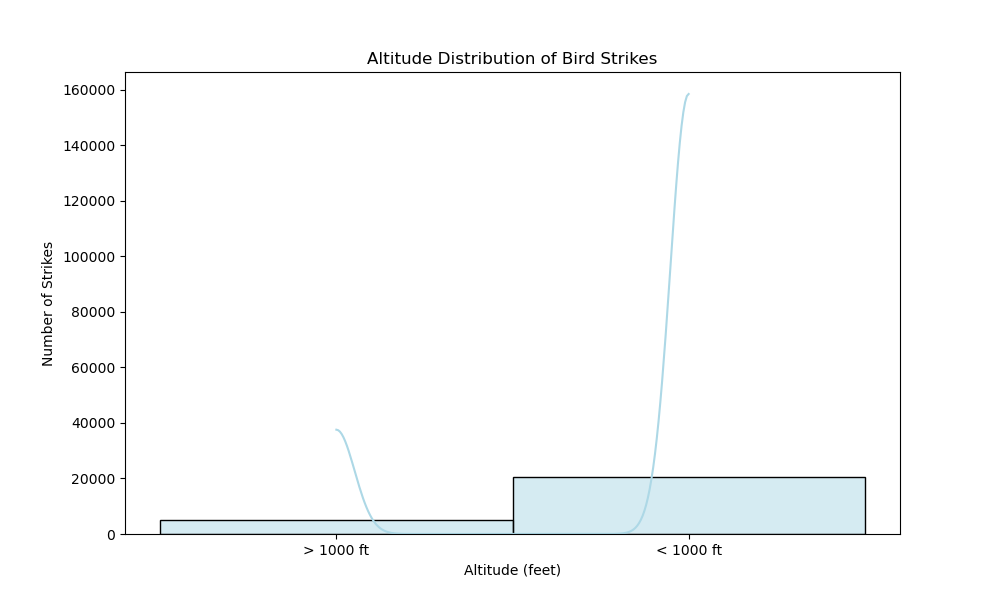 Altitude Distribution of Bird Strikes
160000
140000
120000
100000
80000
60000
40000
20000
0
Number of Strikes
> 1000 ft
< 1000 ft
Altitude (feet)